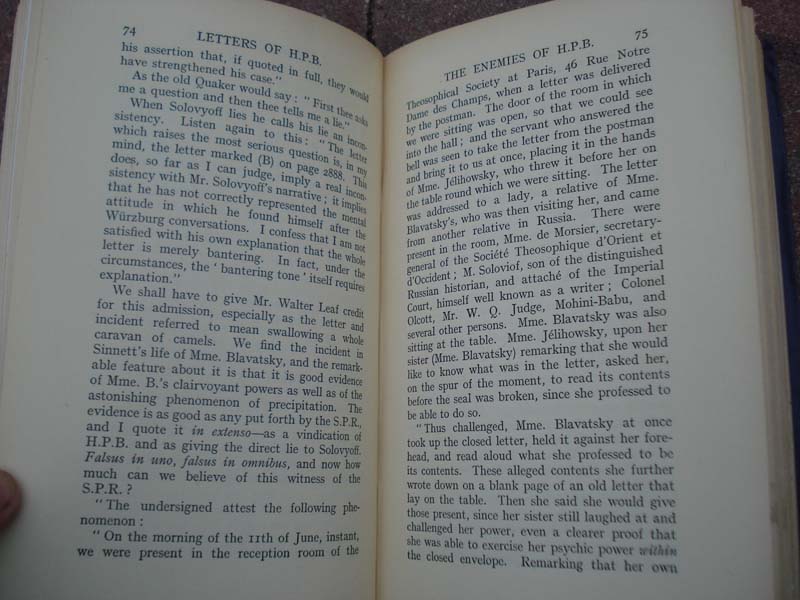 74 LETTERS OF H.P.B.
his assertion that, if quoted in full, they would
have strengthened his case."
As the old Quaker would say: "First thee asks
me a question and then thee tells me a lie."
When Solovyoff lies he calls his lie an incon-
sistency. Listen again to this: "The letter
which raises the most serious question is, in my
mind, the letter marked (B) on page 2888. This
does, so far as I can judge, imply a real incon-
sistency with Mr. Solovyoff's narrative; it implies
that he has not correctly represented the mental
attitude in which he found himself after the
Würzburg conversations. I confess that I am not
satisfied with his own explanation that the whole
letter is merely bantering. In fact, under the
circumstances, the 'bantering tone' itself requires
explanation."
We shall have to give Mr. Walter Leaf credit
for this admission, especially as the letter and
incident referred to mean swallowing a whole
caravan of camels. We find the incident in
Sinnett's life of Mme. Blavatsky, and the remark-
able feature about it is that it is good evidence
of Mme. B.'s clairvoyant powers as well as of the
astonishing phenomenon of precipitation. The
evidence is as good as any put forth by the S.P.R.,
and I quote it in extenso—as a vindication of
H.P.B. and as giving the direct lie to Solovyoff.
Falsus in uno, falsus in omnibus, and now how
much can we believe of this witness of the
S.P.R.?
"The undersigned attest the following phe-
nomenon:
"On the morning of the 11th of June, instant,
we were present in the reception room of the
THE ENEMIES OF H.P.B. 75
Theosophical Society at Paris, 46 Rue Notre
Dame des Champs, when a letter was delivered
by the postman. The door of the room in which
we were sitting was open, so that we could see
into the hall; and the servant who answered the
bell was seen to take the letter from the postman
and bring it to us at once, placing it in the hands
of Mme. Jélihowsky, who threw it before her on
the table round which we were sitting. The letter
was addressed to a lady, a relative of Mme.
Blavatsky's, who was then visiting her, and came
from another relative in Russia. There were
present in the room, Mme. de Morsier, secretary-
general of the Société Theosophique d'Orient et
d'Occident; M. Soloviof, son of the distinguished
Russian historian, and attaché of the Imperial
Court, himself well known as a writer; Colonel
Olcott, Mr. W. Q. Judge, Mohini-Babu, and
several other persons. Mme. Blavatsky was also
sitting at the table. Mme. Jélihowsky, upon her
sister (Mme. Blavatsky) remarking that she would
like to know what was in the letter, asked her,
on the spur of the moment, to read its contents
before the seal was broken, since she professed to
be able to do so.
"Thus challenged, Mme. Blavatsky at once
took up the closed letter, held it against her fore-
head, and read aloud what she professed to be
its contents. These alleged contents she further
wrote down on a blank page of an old letter that
lay on the table. Then she said she would give
those present, since her sister still laughed at and
challenged her power, even a clearer proof that
she was able to exercise her psychic power within
the closed envelope. Remarking that her own